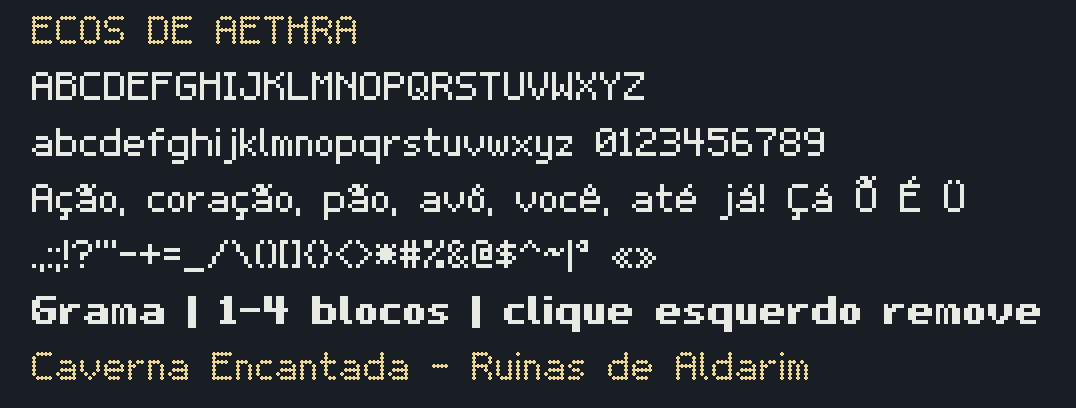 ECOS DE AETHRA
ABCDEFGHIJKLMNOPQRSTUVWXYZ
abcdefghijklmnopqrstuvwxyz 0123456789
Ação, coração, pão, avô, você, até já! Çá Õ É Ü
.,:;!?"'-+=_/\()[]{}<>*#%&@$^~|ª «»
Grama | 1-4 blocos | clique esquerdo remove
Caverna Encantada - Ruinas de Aldarim